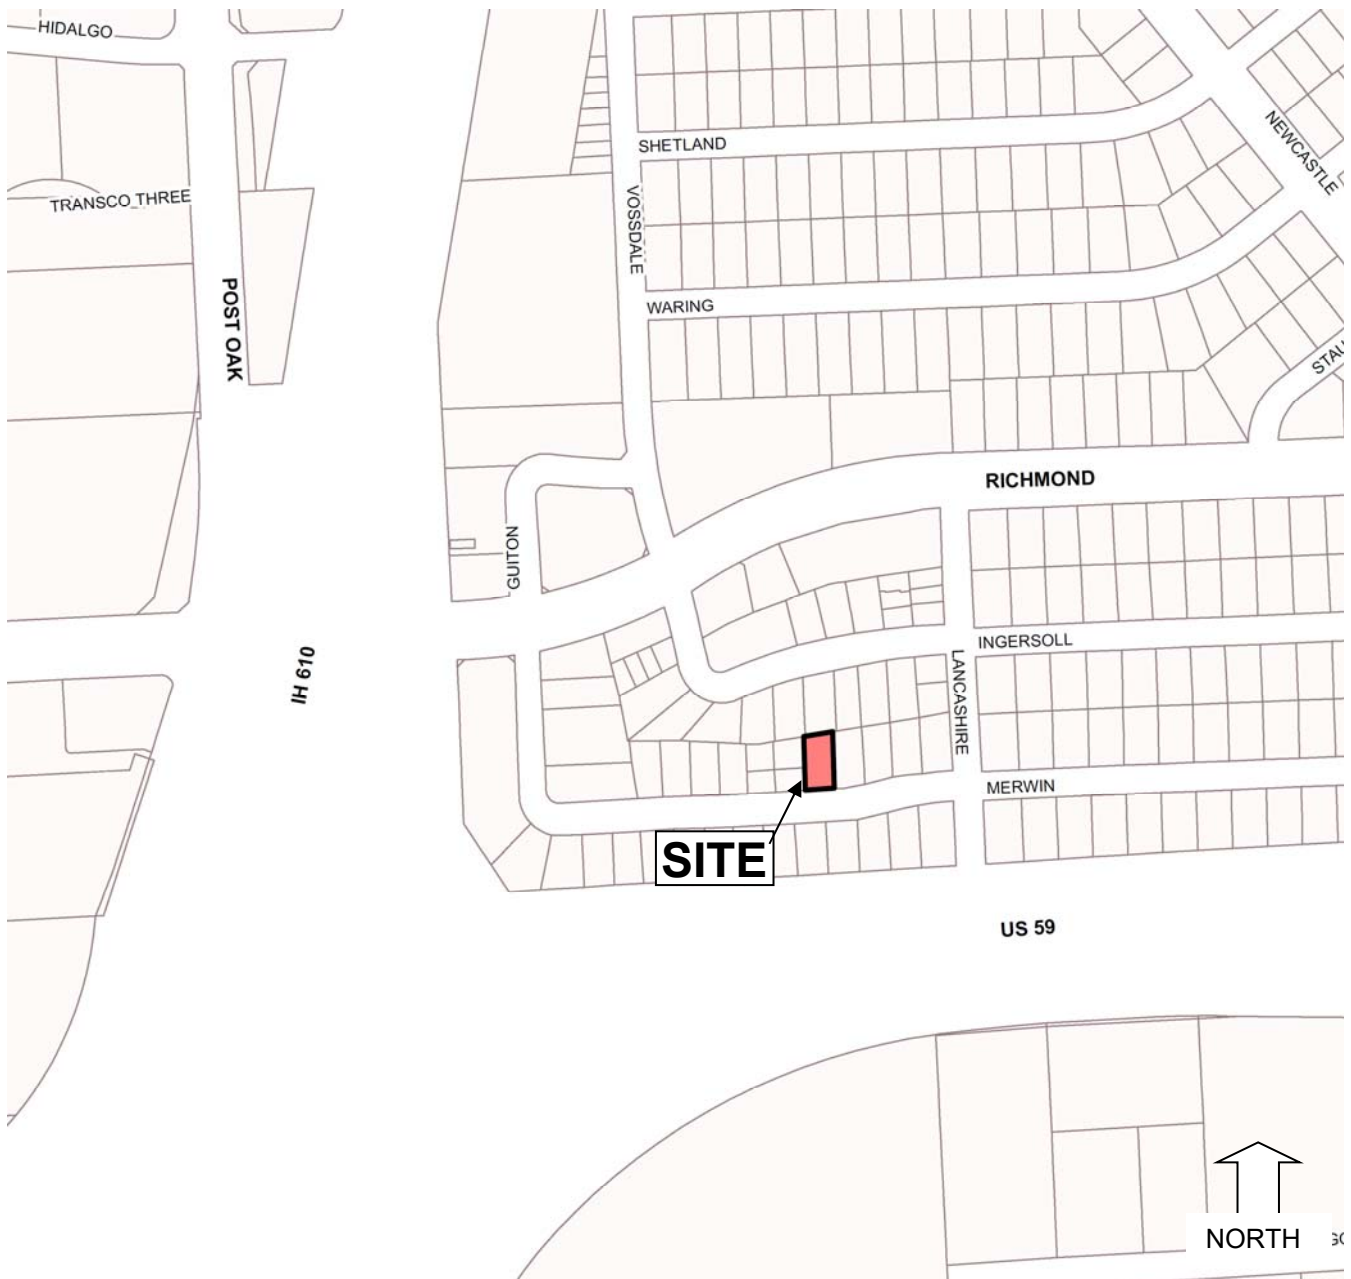 HIDALGO
NEWCASTLE
SHETLAND
TRANSCO THREE
VOSSDALE
POST OAK
WARING
RICHMOND
GUITON
INGERSOLL
IH 610
LANCASHIRE
MERWIN
SITE
US 59
NORTH